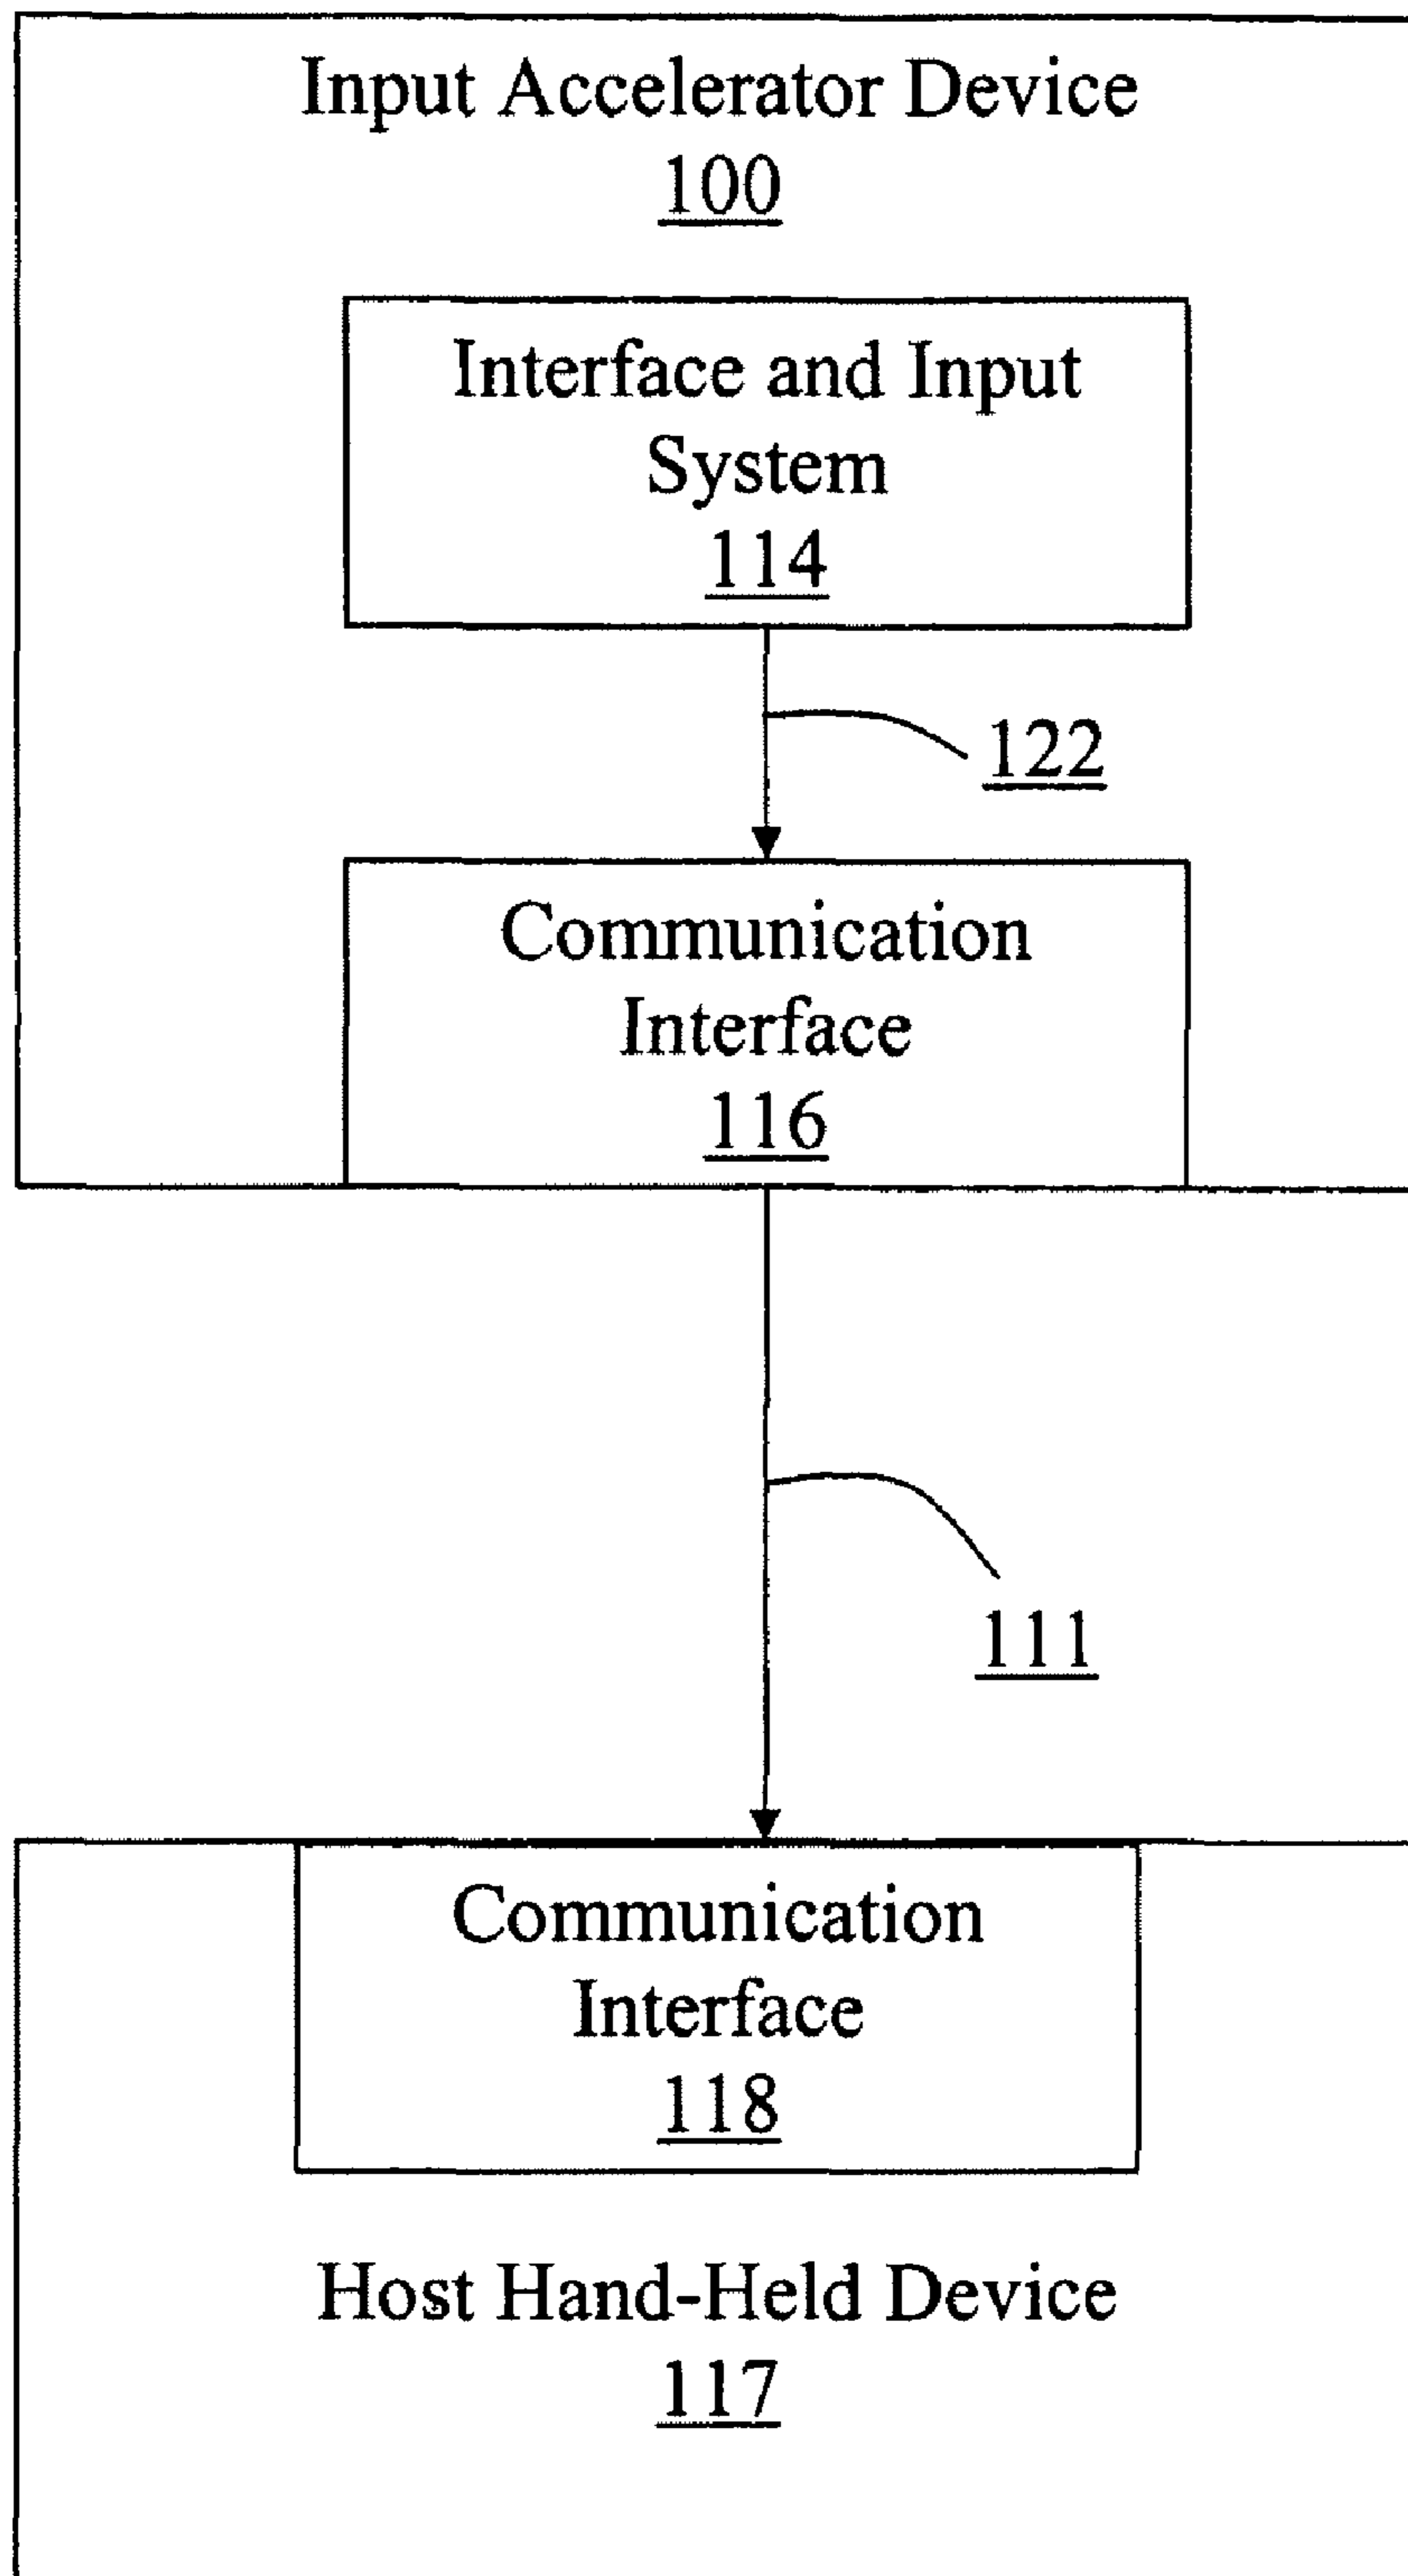 Input Accelerator Device
100
Interface and Input
System
114
122
Communication
Interface
116
111
Communication
Interface
118
Host Hand-Held Device
117